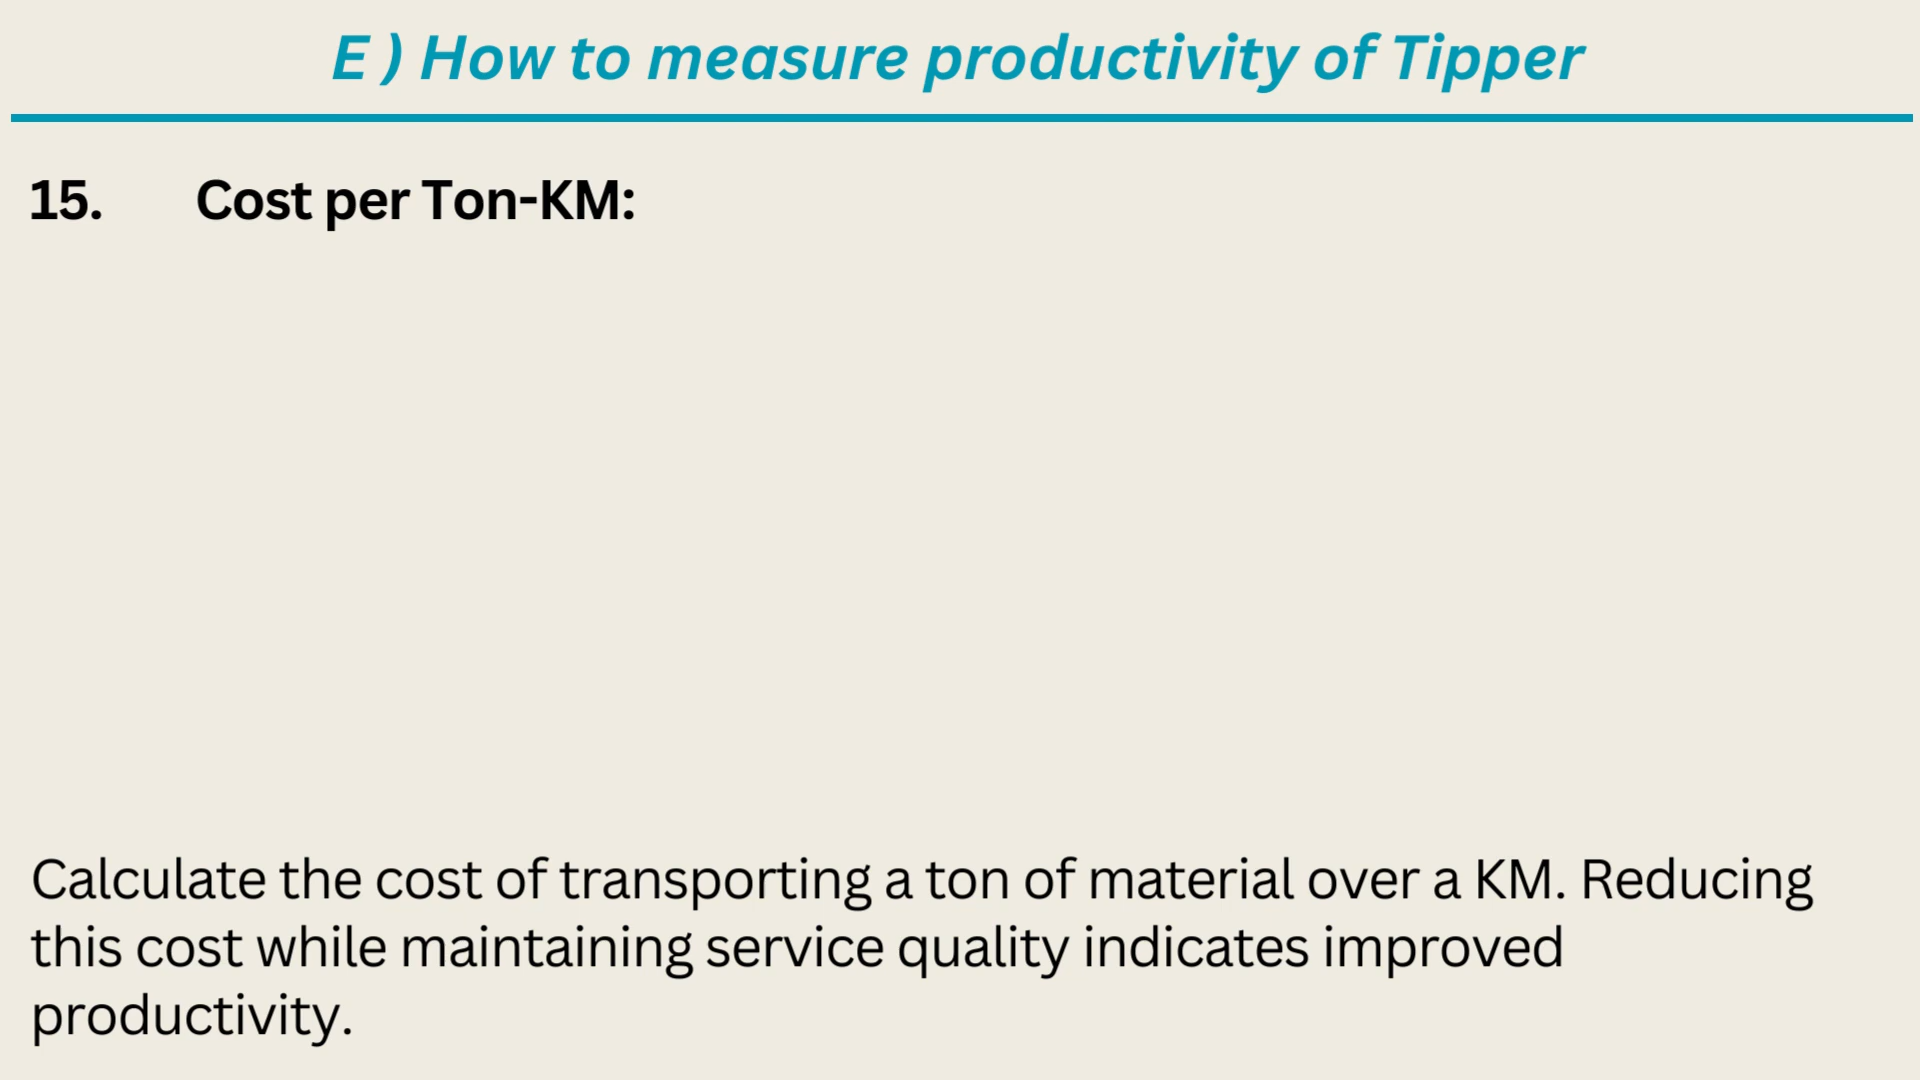 E ) How to measure productivity of Tipper
15. Cost per Ton-KM:
Calculate the cost of transporting a ton of material over a KM. Reducing
this cost while maintaining service quality indicates improved
productivity.